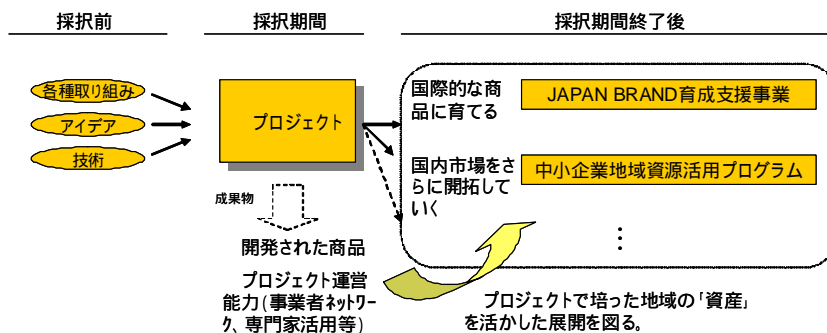 採択前
採択期間
採択期間終了後
各種取り組み
アイデア
技術
プロジェクト
国際的な商
品に育てる
JAPAN BRAND育成支援事業
国内市場をさ
らに開拓して
いく
中小企業地域資源活用プログラム
成果物
開発された商品
プロジェクト運営
能力(事業者ネットワー
ク、専門家活用等)
プロジェクトで培った地域の「資産」
を活かした展開を図る。